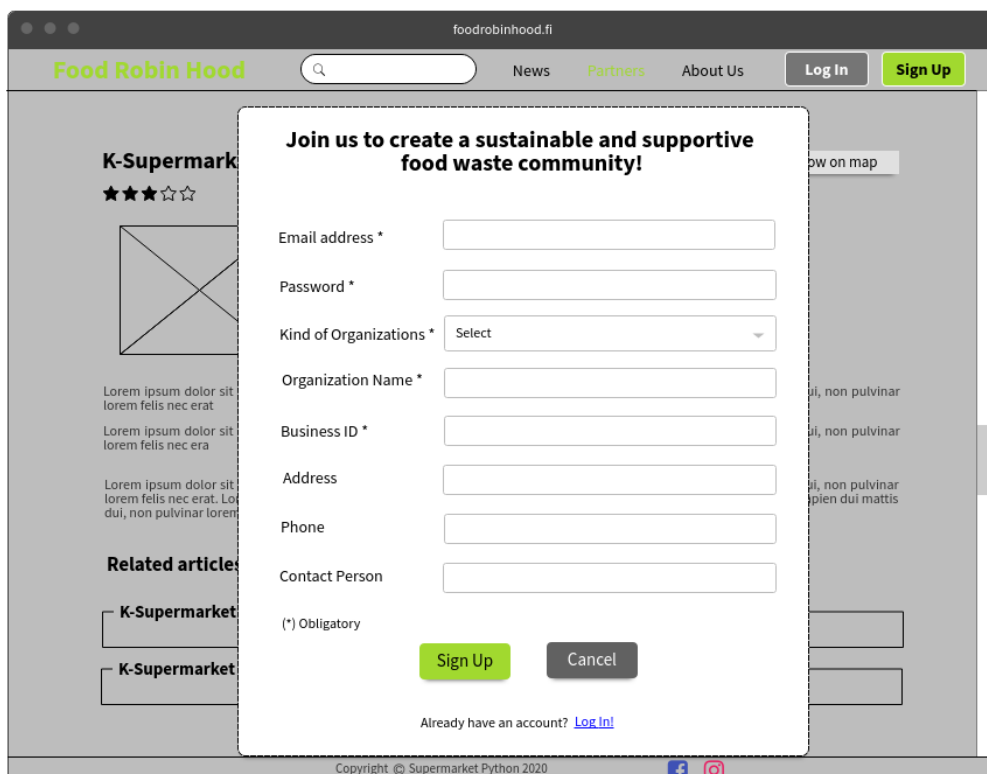 foodrobinhood.fi
Food Robin Hood
News
Partners
About Us
Log In
Sign Up
Join us to create a sustainable and supportive
food waste community!
K-Supermark
ow on map
Email address *
Password *
Kind of Organizations *
Select
Organization Name *
Business ID *
Address
Phone
Contact Person
(*) Obligatory
Sign Up
Cancel
Already have an account? Log In!
Lorem ipsum dolor sit
ui, non pulvinar
lorem felis nec erat
Lorem ipsum dolor sit
ui, non pulvinar
lorem felis nec era
Lorem ipsum dolor sit
ui, non pulvinar
lorem felis nec erat. Lo
pien dui mattis
dui, non pulvinar lorem
Related articles
K-Supermarket
K-Supermarket
Copyright © Supermarket Python 2020